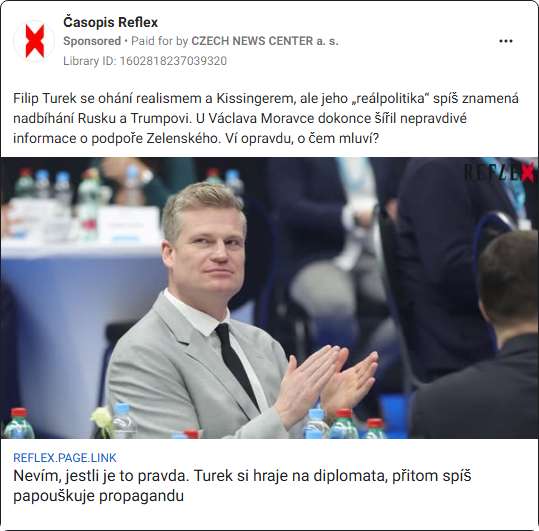 Časopis Reflex
Sponsored • Paid for by CZECH NEWS CENTER a. s.
Library ID: 1602818237039320
Filip Turek se ohání realismem a Kissingerem, ale jeho „reálpolitika“ spíš znamená
nadbíhání Rusku a Trumpovi. U Václava Moravce dokonce šířil nepravdivé
informace o podpoře Zelenského. Ví opravdu, o čem mluví?
REFLEX
REFLEX.PAGE.LINK
Nevím, jestli je to pravda. Turek si hraje na diplomata, přitom spíš
papouškuje propagandu